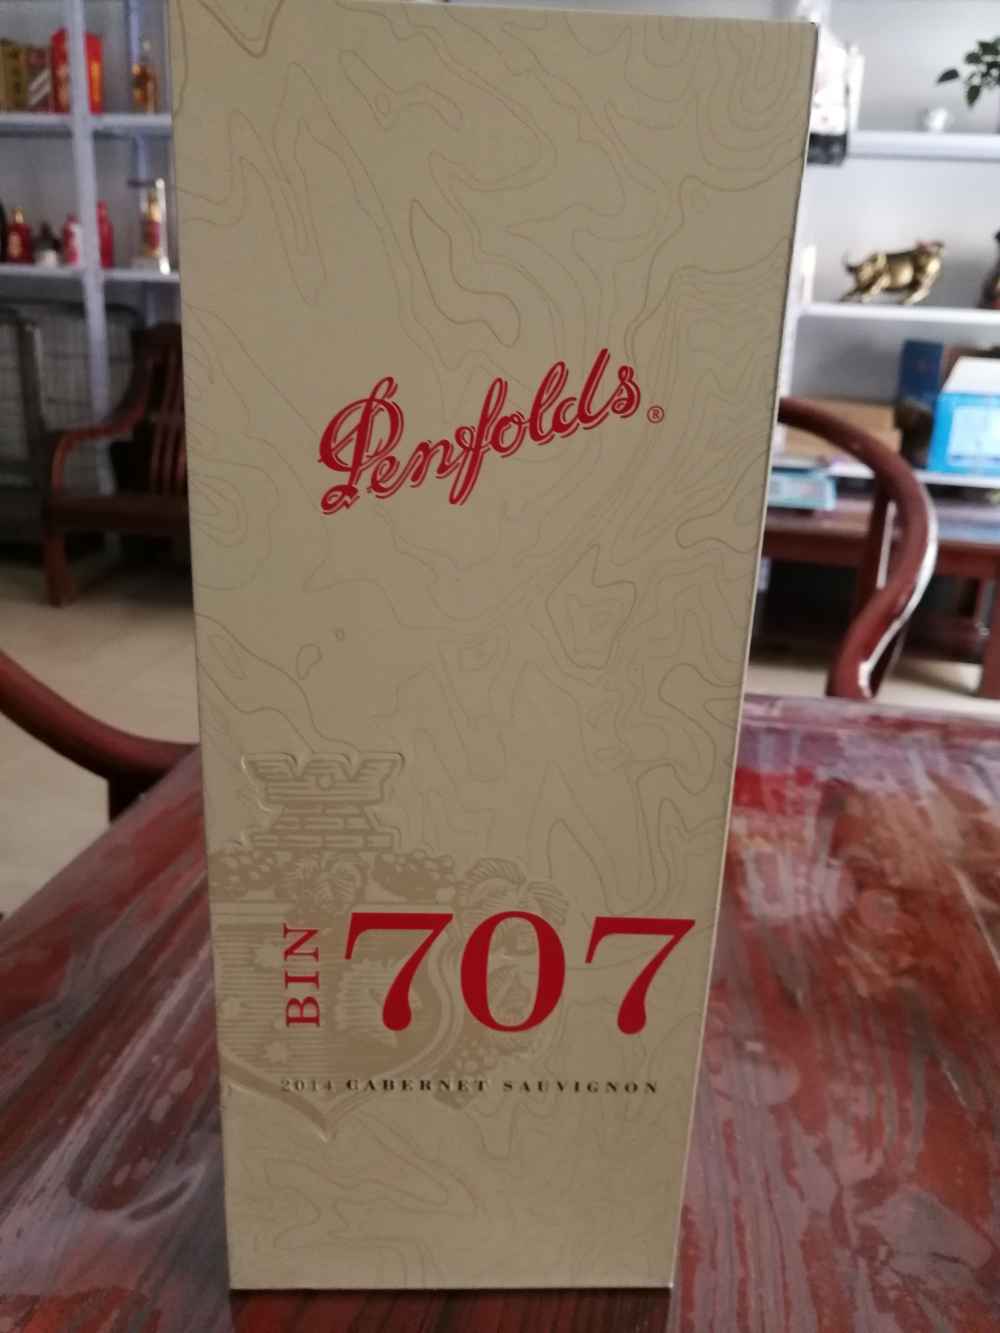 Penfolds®
BIN 707
2014 CABERNET SAUVIGNON